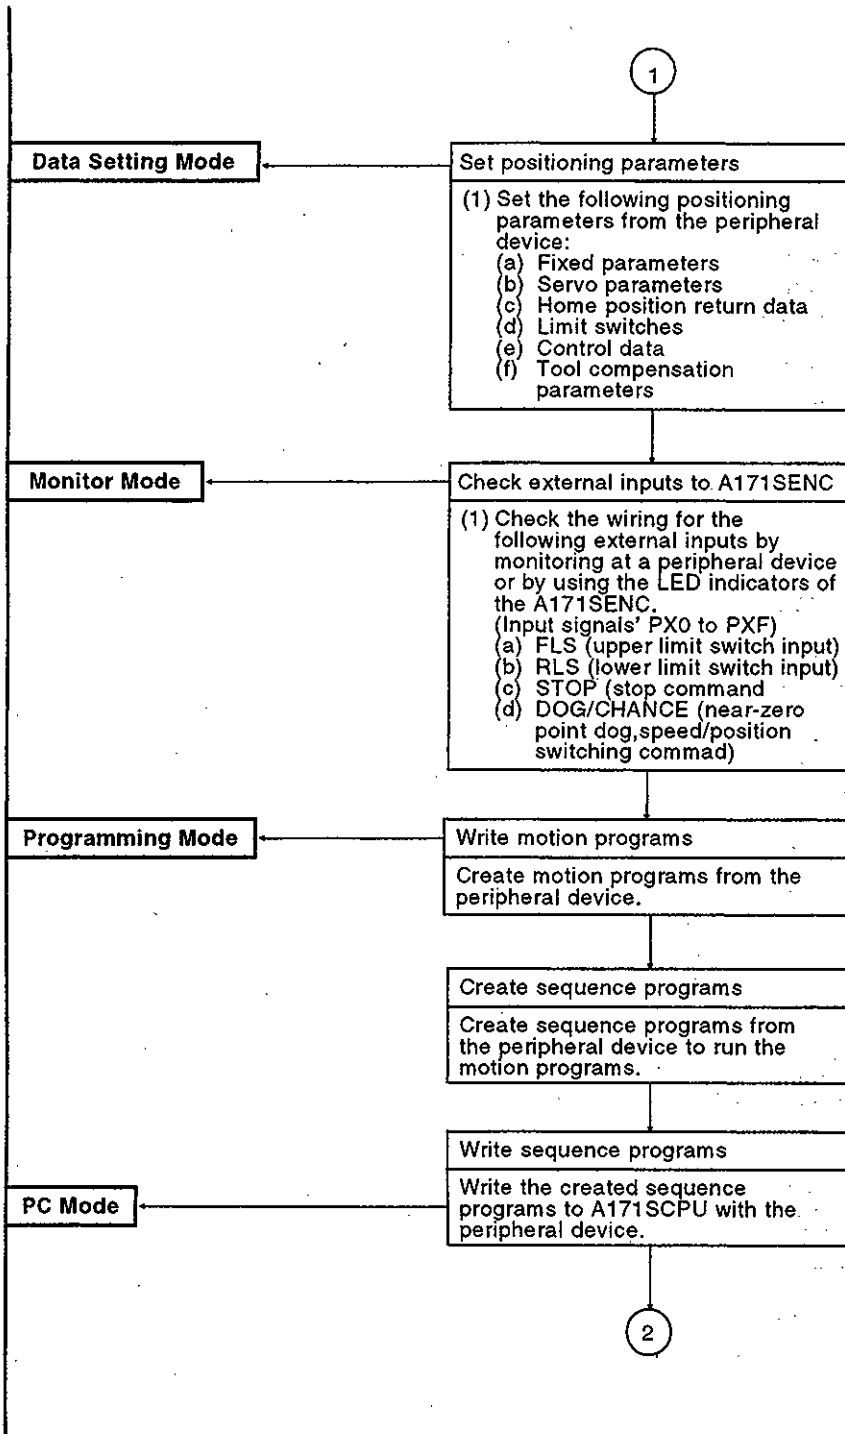 1
Data Setting Mode
Set positioning parameters
(1) Set the following positioning
parameters from the peripheral
device:
(a) Fixed parameters
(b) Servo parameters
(c) Home position return data
(d) Limit switches
(e) Control data
(f) Tool compensation
parameters
Monitor Mode
Check external inputs to A171SENC
(1) Check the wiring for the
following external inputs by
monitoring at a peripheral device
or by using the LED indicators of
the A171SENC.
(Input signals' PX0 to PXF)
(a) FLS (upper limit switch input)
(b) RLS (lower limit switch input)
(c) STOP (stop command
(d) DOG/CHANCE (near-zero
point dog,speed/position
switching commad)
Programming Mode
Write motion programs
Create motion programs from the
peripheral device.
Create sequence programs
Create sequence programs from
the peripheral device to run the
motion programs.
Write sequence programs
PC Mode
Write the created sequence
programs to A171SCPU with the
peripheral device.
2